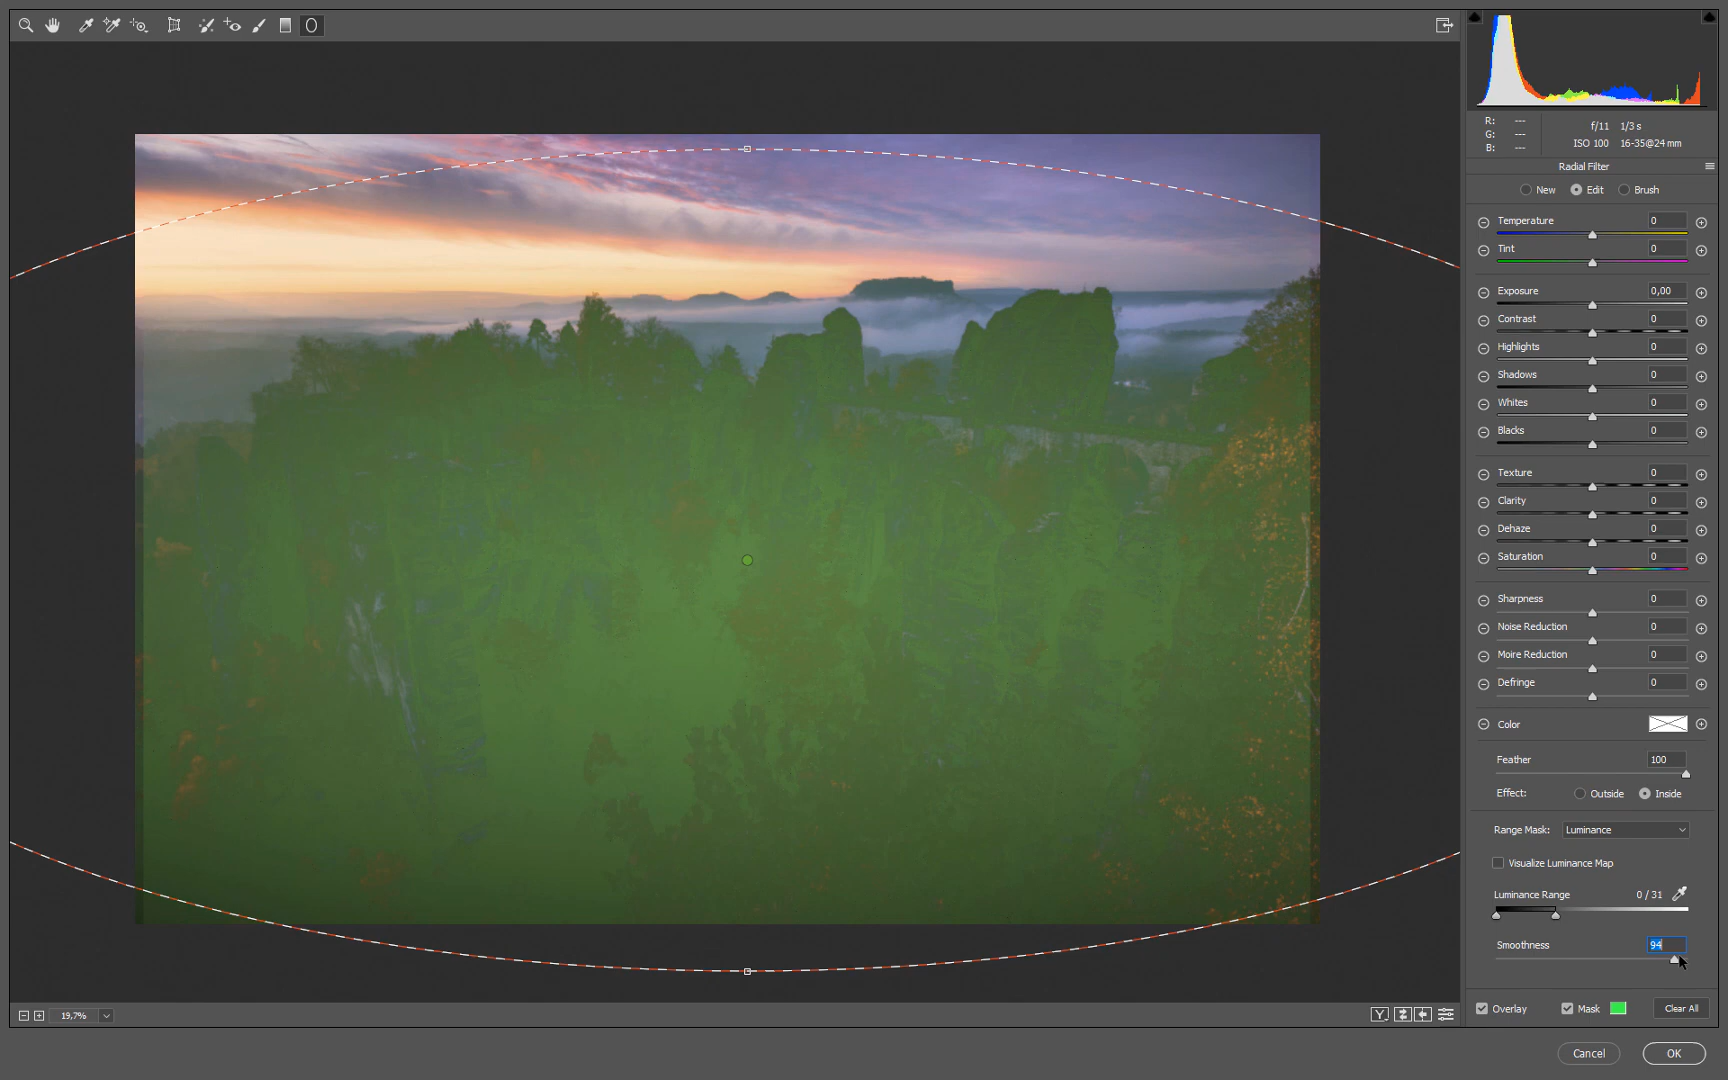 R: ---
G: ---
B: ---
f/11 1/3 s
ISO 100 16-35@24 mm
Radial Filter
New Edit Brush
Temperature 0
Tint 0
Exposure 0,00
Contrast 0
Highlights 0
Shadows 0
Whites 0
Blacks 0
Texture 0
Clarity 0
Dehaze 0
Saturation 0
Sharpness 0
Noise Reduction 0
Moire Reduction 0
Defringe 0
Color
Feather 100
Effect: Outside Inside
Range Mask: Luminance
Visualize Luminance Map
Luminance Range 0 / 31
Smoothness 94
19,7% Y
Overlay Mask Clear All
Cancel OK